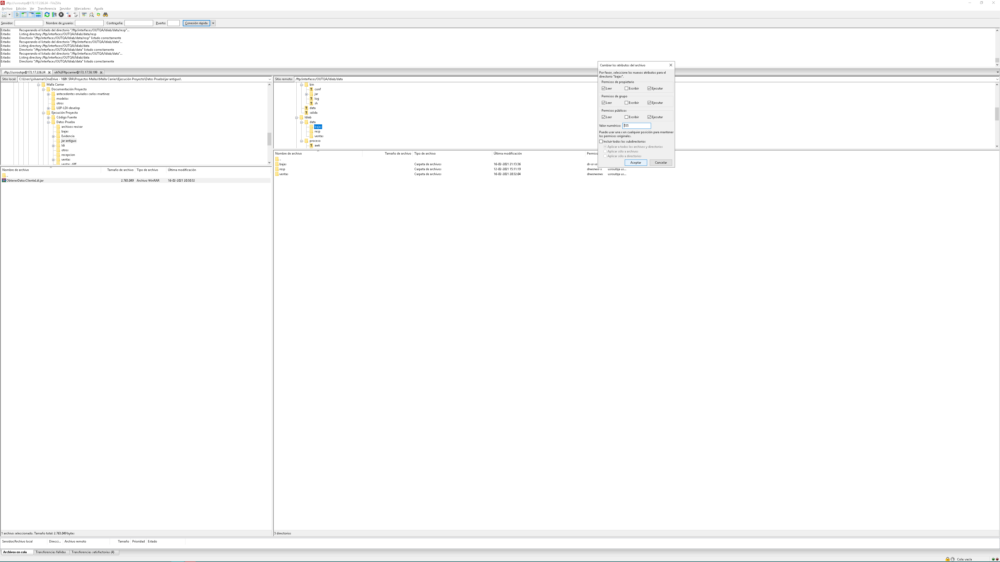 sftp://usroutqa@172.17.226.24 - FileZilla
Archivo Edición Ver Transferencia Servidor Marcadores Ayuda
Servidor: Nombre de usuario: Contraseña: Puerto: Conexión rápida
Estado: Recuperando el listado del directorio "/ftp/interfaces/OUTQA/ldiab/data/resp"...
Estado: Listing directory /ftp/interfaces/OUTQA/ldiab/data/resp
Estado: Directorio "/ftp/interfaces/OUTQA/ldiab/data/resp" listado correctamente
Estado: Recuperando el listado del directorio "/ftp/interfaces/OUTQA/ldiab/data"...
Estado: Listing directory /ftp/interfaces/OUTQA/ldiab/data
Estado: Directorio "/ftp/interfaces/OUTQA/ldiab/data" listado correctamente
Estado: Recuperando el listado del directorio "/ftp/interfaces/OUTQA/ldiab/data"...
Estado: Listing directory /ftp/interfaces/OUTQA/ldiab/data
Estado: Directorio "/ftp/interfaces/OUTQA/ldiab/data" listado correctamente
sftp://usroutqa@172.17.226.24 vtr%2Fftpcarrier@172.17.58.199
Sitio local: C:\Users\jsilvamar\OneDrive - 160K SPA\Proyectos Mallas\Malla Carrier\Ejecución Proyecto\Datos Prueba\jar antiguo\
Malla Carrier
Documentación Proyecto
antecedentes enviados carlos martinez
modelos
otros
U2P-LDI-develop
Ejecución Proyecto
Código Fuente
Datos Prueba
archivos revisar
bajas
Evidencia
jar antiguo
ldi
otros
recepcion
ventas
ventas_diff
Nombre de archivo Tamaño de archivo Tipo de archivo Última modificación
..
ObtenerDatosClienteLdi.jar 2.763.049 Archivo WinRAR 16-02-2021 20:30:32
1 archivo seleccionado. Tamaño total: 2.763.049 bytes
Sitio remoto: /ftp/interfaces/OUTQA/ldiab/data
bin
conf
jar
log
sh
data
salida
ldiab
data
bajas
resp
ventas
proceso
awk
Nombre de archivo Tamaño de archivo Tipo de archivo Última modificación Permiso
..
bajas Carpeta de archivos 16-02-2021 21:13:36 dr-xr-xr-
resp Carpeta de archivos 12-02-2021 15:11:19 drwxrwxr-x usroutqa us...
ventas Carpeta de archivos 16-02-2021 20:32:04 drwxrwxrwx usroutqa us...
3 directorios
Cambiar los atributos del archivo
Por favor, seleccione los nuevos atributos para el
directorio "bajas".
Permisos de propietario
Leer Escribir Ejecutar
Permisos de grupo
Leer Escribir Ejecutar
Permisos públicos
Leer Escribir Ejecutar
Valor numérico: 555
Puede usar una x en cualquier posición para mantener
los permisos originales.
Incluir todos los subdirectorios
Aplicar a todos los archivos y directorios
Aplicar sólo a archivos
Aplicar sólo a directorios
Aceptar Cancelar
Servidor/Archivo local Direcci... Archivo remoto Tamaño Prioridad Estado
Archivos en cola Transferencias fallidas Transferencias satisfactorias (4)
Cola: vacía